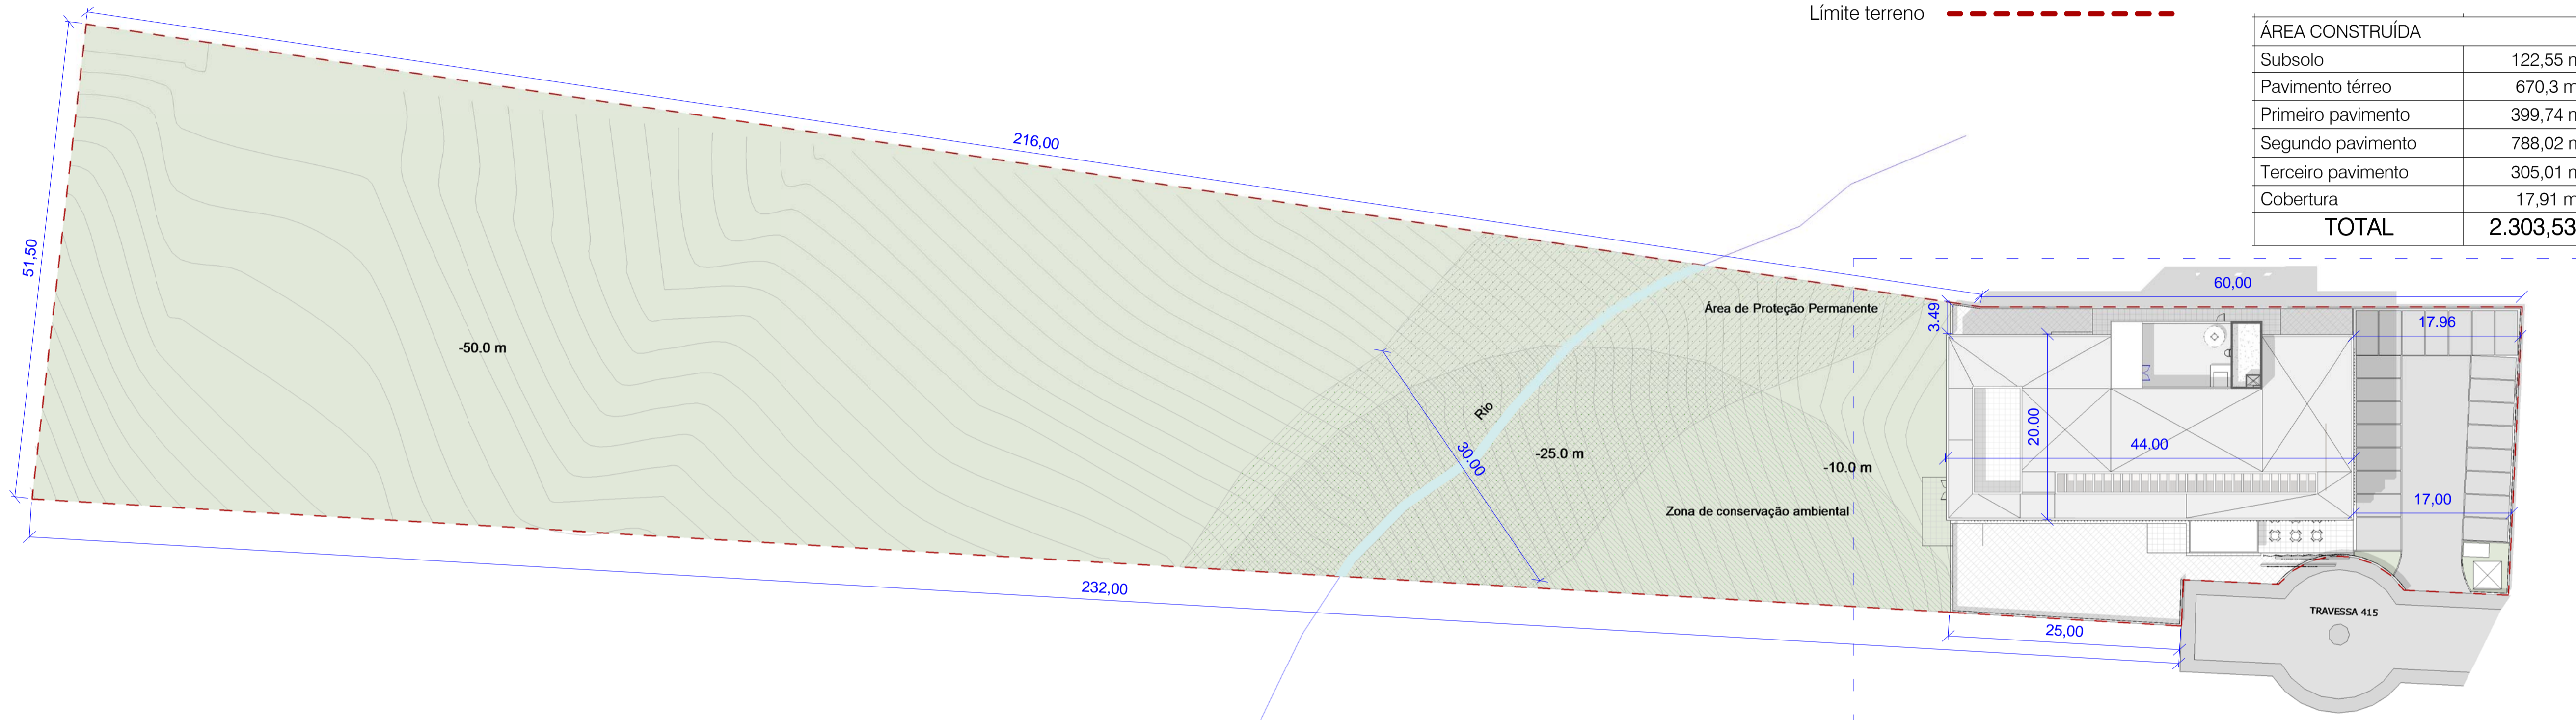 Límite terreno
ÁREA CONSTRUÍDA
Subsolo 122,55 m
Pavimento térreo 670,3 m
Primeiro pavimento 399,74 m
Segundo pavimento 788,02 m
Terceiro pavimento 305,01 m
Cobertura 17,91 m
TOTAL 2.303,53
216,00
51,50
60,00
3.49
Área de Proteção Permanente
17.96
-50.0 m
Rio
20.00
44.00
30.00
-25.0 m
-10.0 m
17,00
Zona de conservação ambiental
232,00
TRAVESSA 415
25,00